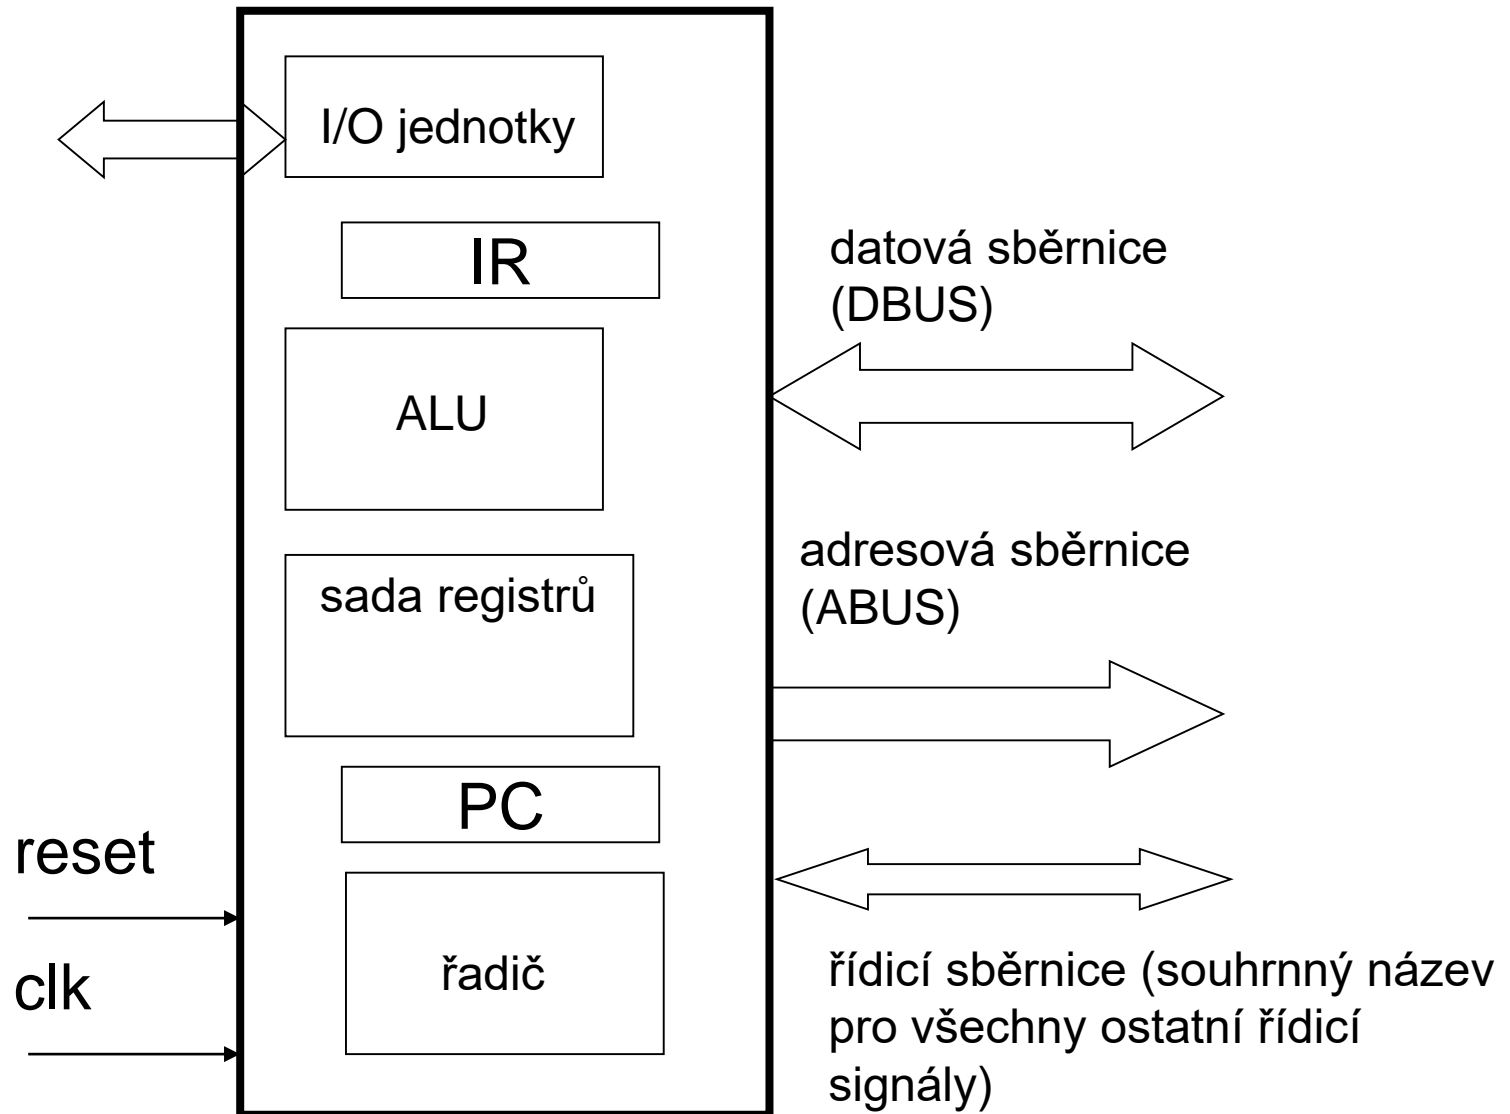 I/O jednotky
IR
ALU
sada registrů
PC
řadič
reset
clk
datová sběrnice
(DBUS)
adresová sběrnice
(ABUS)
řídicí sběrnice (souhrnný název
pro všechny ostatní řídicí
signály)